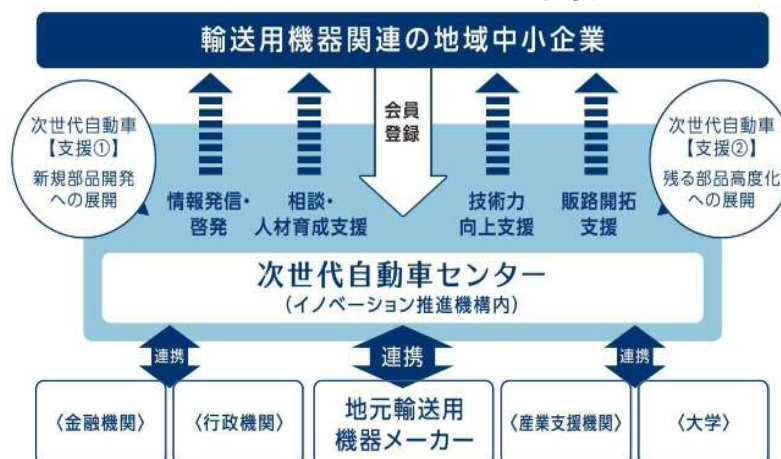 輸送用機器関連の地域中小企業
会員
登録
次世代自動車
【支援①】
新規部品開発
への展開
次世代自動車
【支援②】
残る部品高度化
への展開
情報発信・
啓発
相談・
人材育成支援
技術力
向上支援
販路開拓
支援
次世代自動車センター
(イノベーション推進機構内)
連携
連携
連携
〈金融機関〉
〈行政機関〉
地元輸送用
機器メーカー
〈産業支援機関〉
〈大学〉